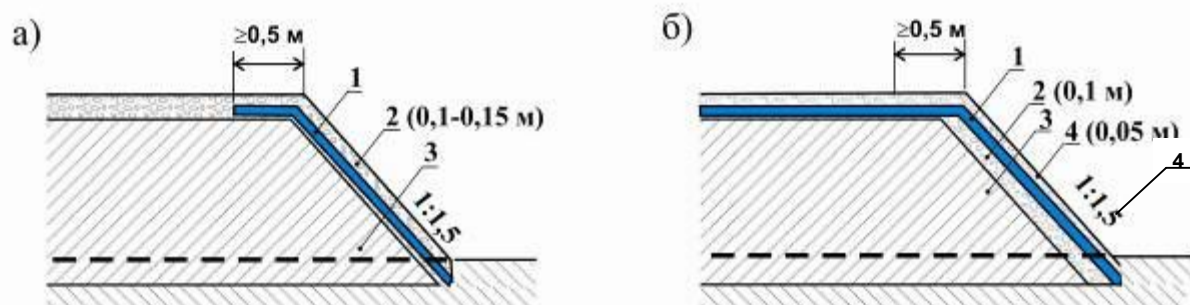 а)
≥0,5 м
1
2 (0,1-0,15 м)
3
1:1,5
б)
≥0,5 м
1
2 (0,1 м)
3
4 (0,05 м)
4
1:1,5